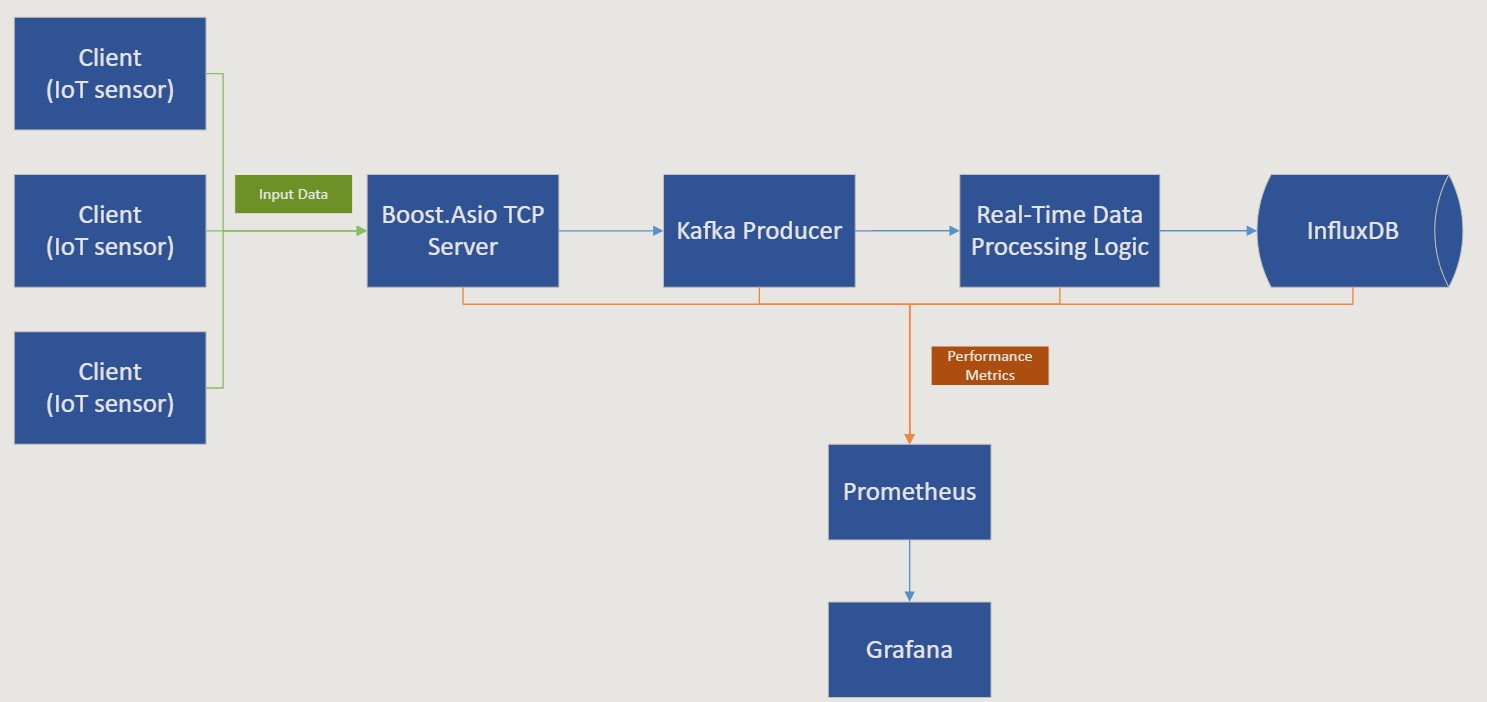 Client
(IoT sensor)
Client
(IoT sensor)
Client
(IoT sensor)
Input Data
Boost.Asio TCP
Server
Kafka Producer
Real-Time Data
Processing Logic
InfluxDB
Performance
Metrics
Prometheus
Grafana